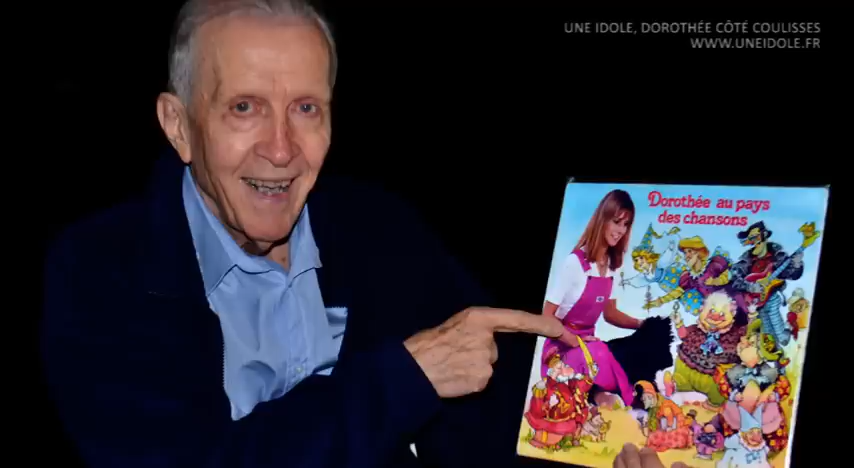 UNE IDOLE, DOROTHÉE CÔTÉ COULISSES
WWW.UNEIDOLE.FR
Dorothée au pays
des chansons